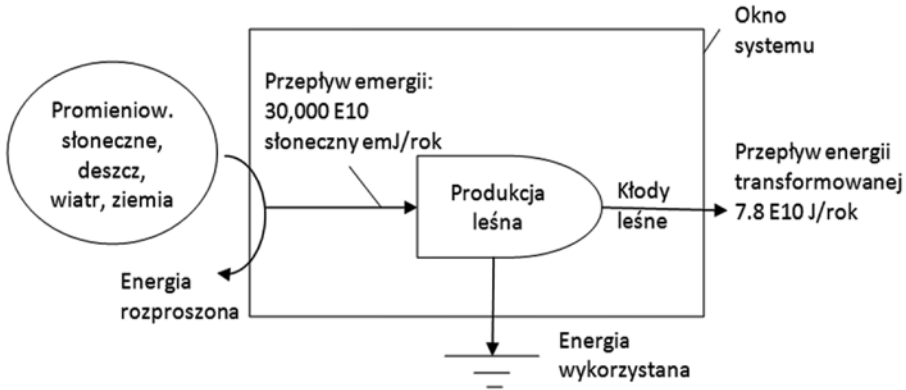 Okno
systemu
Promieniow.
słoneczne,
deszcz,
wiatr, ziemia
Przepływ emergii:
30,000 E10
słoneczny emJ/rok
Produkcja
leśna
Kłody
leśne
Przepływ energii
transformowanej
7.8 E10 J/rok
Energia
rozproszona
Energia
wykorzystana